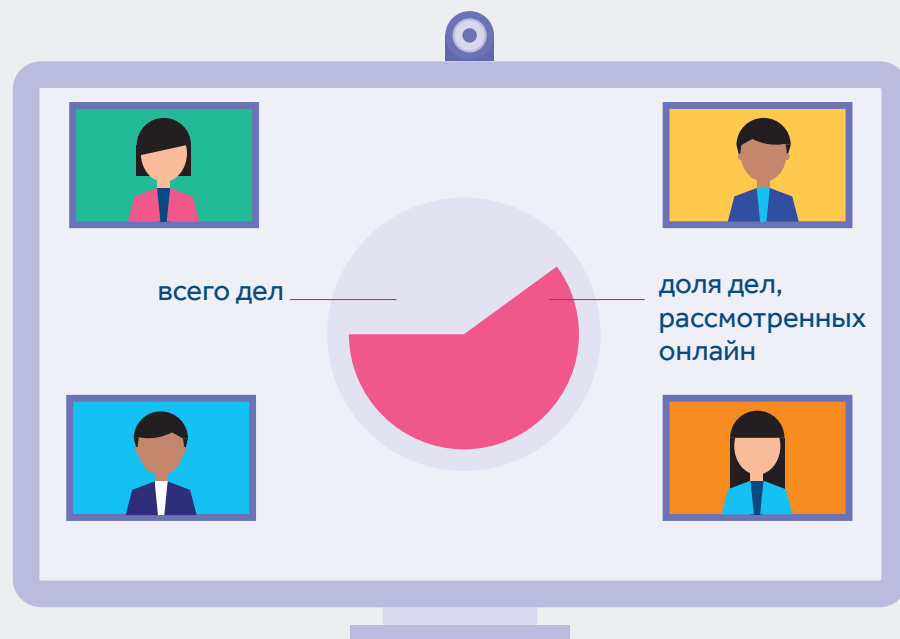 всего дел
доля дел,
рассмотренных
онлайн